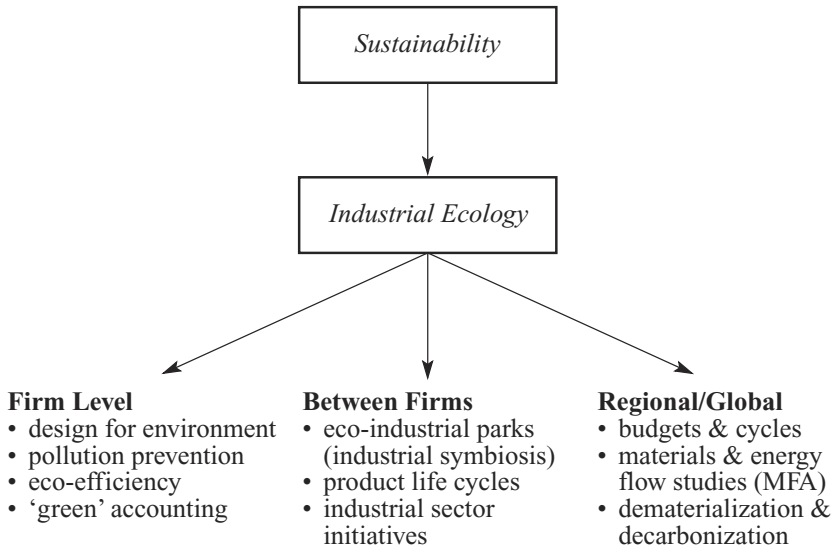 Sustainability
Industrial Ecology
Firm Level
• design for environment
• pollution prevention
• eco-efficiency
• ‘green’ accounting
Between Firms
• eco-industrial parks
(industrial symbiosis)
• product life cycles
• industrial sector
initiatives
Regional/Global
• budgets & cycles
• materials & energy
flow studies (MFA)
• dematerialization &
decarbonization